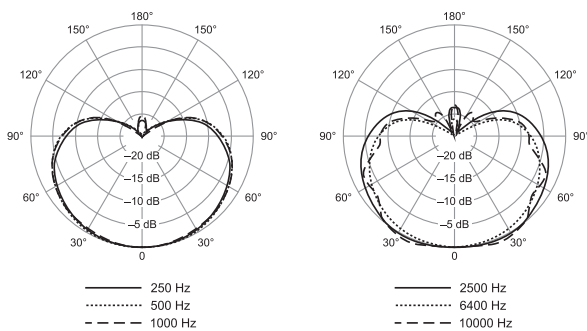 180°
150° 150°
120° 120°
90° 90°
–20 dB
–15 dB
60° 60°
–10 dB
–5 dB
30° 30°
0
250 Hz
500 Hz
1000 Hz
180°
150° 150°
120° 120°
90° 90°
–20 dB
–15 dB
60° 60°
–10 dB
–5 dB
30° 30°
0
2500 Hz
6400 Hz
10000 Hz